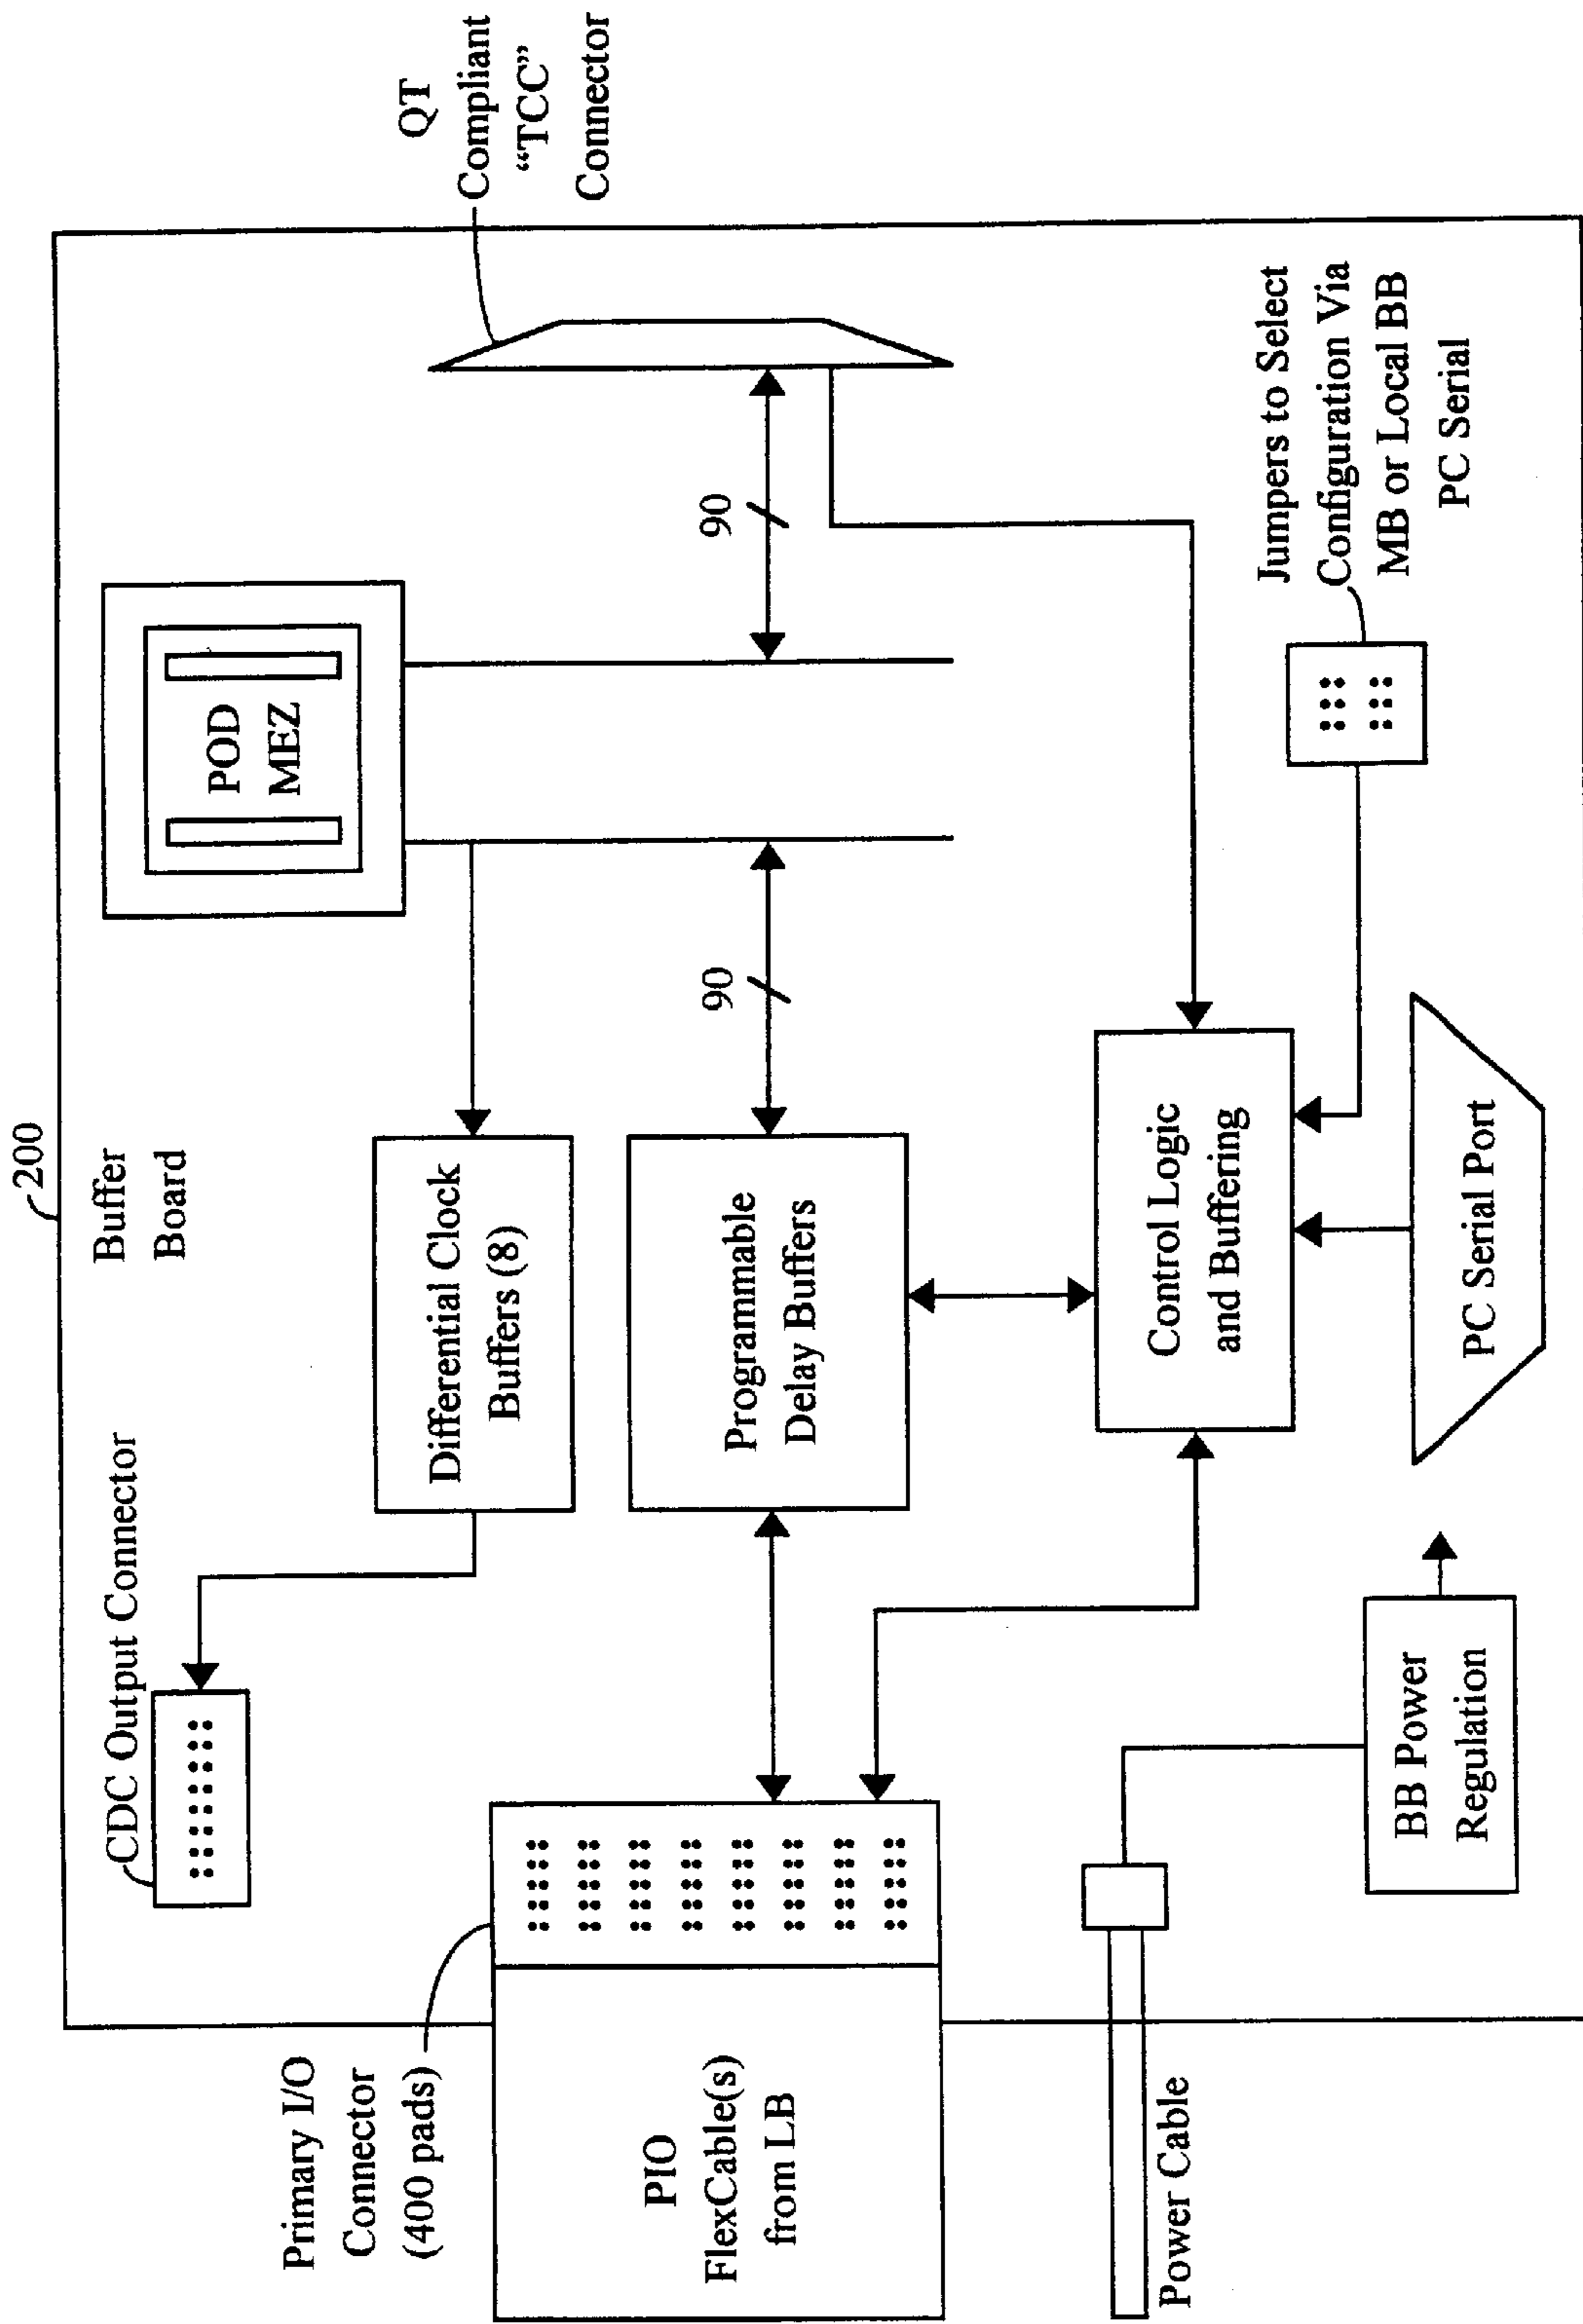 200
Buffer
Board
CDC Output Connector
POD
MEZ
QT
Compliant
“TCC”
Connector
Differential Clock
Buffers (8)
Primary I/O
Connector
(400 pads)
Programmable
Delay Buffers
90
90
PIO
FlexCable(s)
from LB
Control Logic
and Buffering
Jumpers to Select
Configuration Via
MB or Local BB
PC Serial
Power Cable
BB Power
Regulation
PC Serial Port